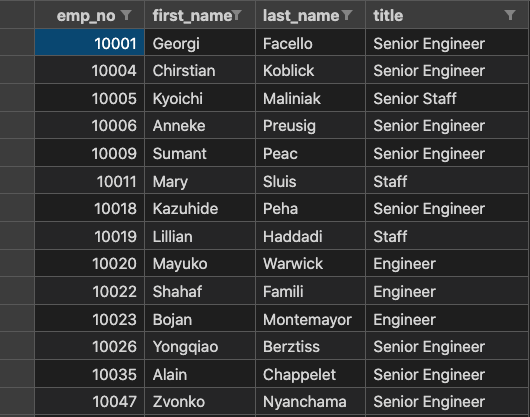 emp_no first_name last_name title
10001 Georgi Facello Senior Engineer
10004 Chirstian Koblick Senior Engineer
10005 Kyoichi Maliniak Senior Staff
10006 Anneke Preusig Senior Engineer
10009 Sumant Peac Senior Engineer
10011 Mary Sluis Staff
10018 Kazuhide Peha Senior Engineer
10019 Lillian Haddadi Staff
10020 Mayuko Warwick Engineer
10022 Shahaf Famili Engineer
10023 Bojan Montemayor Engineer
10026 Yongqiao Berztiss Senior Engineer
10035 Alain Chappelet Senior Engineer
10047 Zvonko Nyanchama Senior Engineer